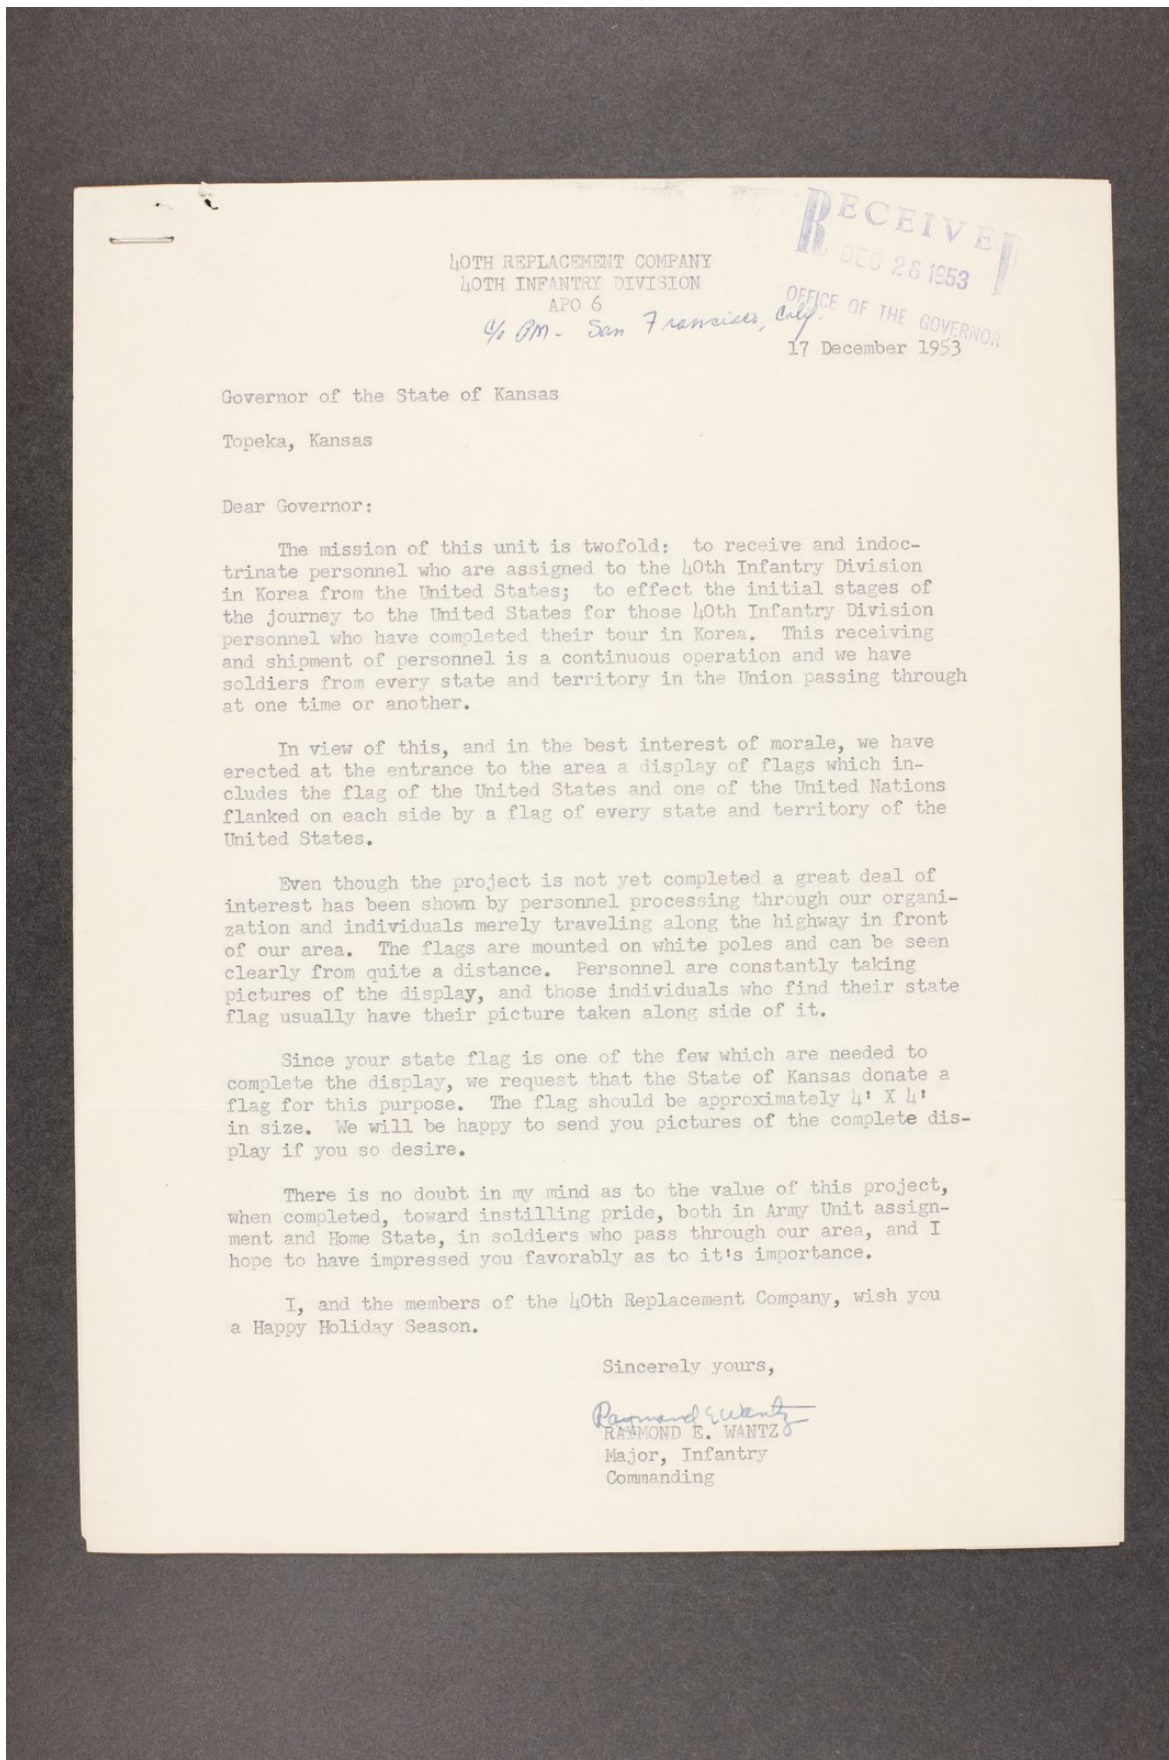 RECEIVED
DEC 28 1953
OFFICE OF THE GOVERNOR
40TH REPLACEMENT COMPANY
40TH INFANTRY DIVISION
APO 6
c/o PM - San Francisco, Calif.
17 December 1953
Governor of the State of Kansas
Topeka, Kansas
Dear Governor:
The mission of this unit is twofold: to receive and indoc-
trinate personnel who are assigned to the 40th Infantry Division
in Korea from the United States; to effect the initial stages of
the journey to the United States for those 40th Infantry Division
personnel who have completed their tour in Korea. This receiving
and shipment of personnel is a continuous operation and we have
soldiers from every state and territory in the Union passing through
at one time or another.
In view of this, and in the best interest of morale, we have
erected at the entrance to the area a display of flags which in-
cludes the flag of the United States and one of the United Nations
flanked on each side by a flag of every state and territory of the
United States.
Even though the project is not yet completed a great deal of
interest has been shown by personnel processing through our organi-
zation and individuals merely traveling along the highway in front
of our area. The flags are mounted on white poles and can be seen
clearly from quite a distance. Personnel are constantly taking
pictures of the display, and those individuals who find their state
flag usually have their picture taken along side of it.
Since your state flag is one of the few which are needed to
complete the display, we request that the State of Kansas donate a
flag for this purpose. The flag should be approximately 4' X 4'
in size. We will be happy to send you pictures of the complete dis-
play if you so desire.
There is no doubt in my mind as to the value of this project,
when completed, toward instilling pride, both in Army Unit assign-
ment and Home State, in soldiers who pass through our area, and I
hope to have impressed you favorably as to it's importance.
I, and the members of the 40th Replacement Company, wish you
a Happy Holiday Season.
Sincerely yours,
Raymond E Wantz
RAYMOND E. WANTZ
Major, Infantry
Commanding